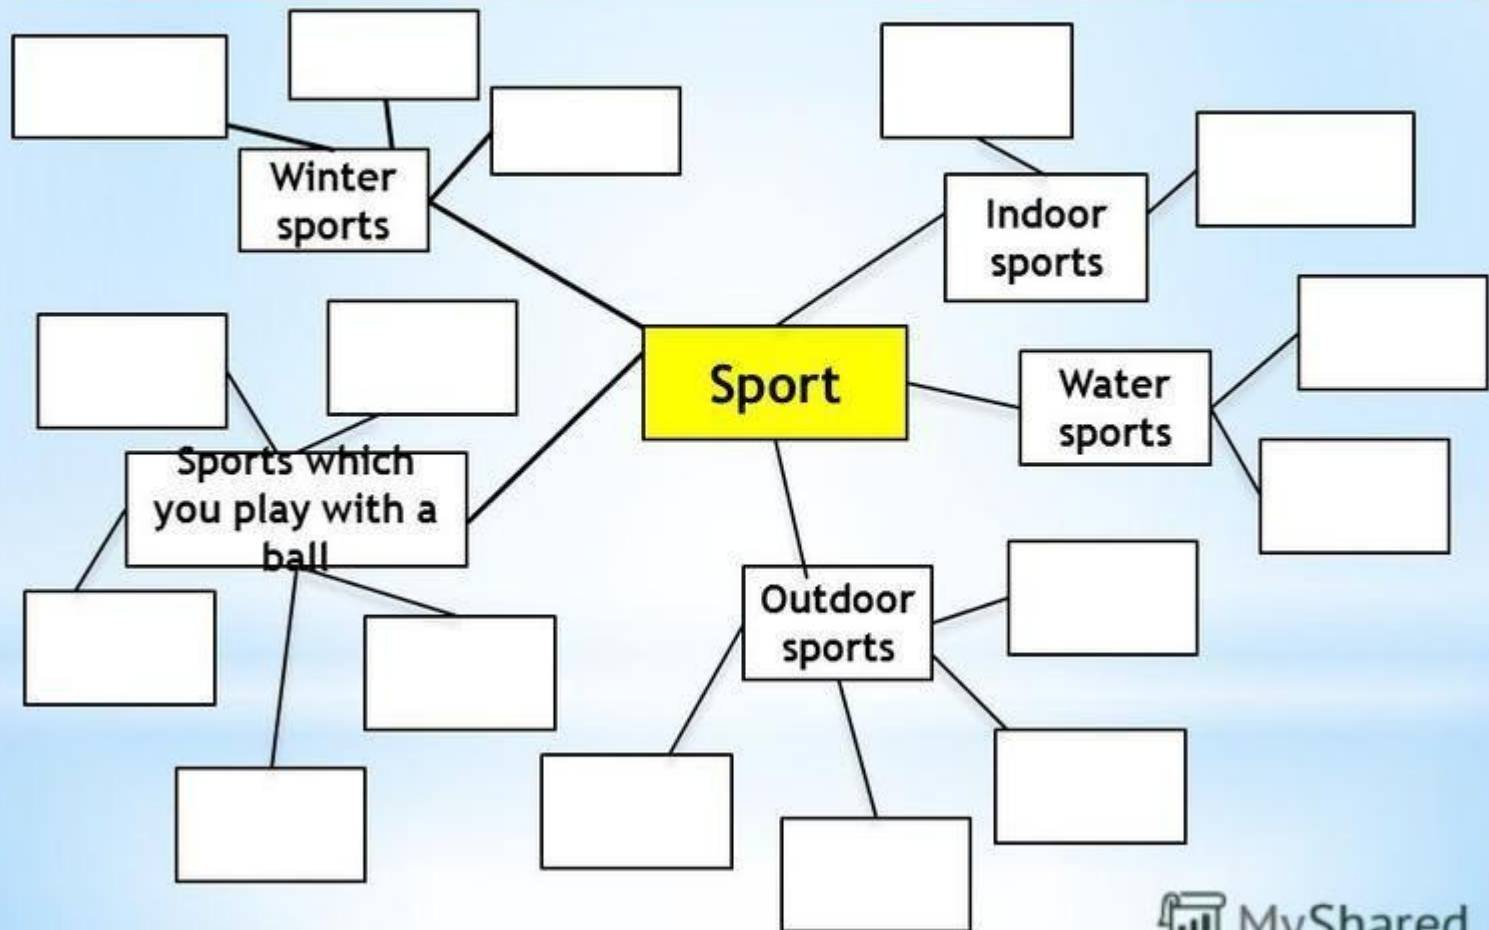 Winter
sports
Indoor
sports
Sport
Water
sports
Sports which
you play with a
ball
Outdoor
sports
MyShared